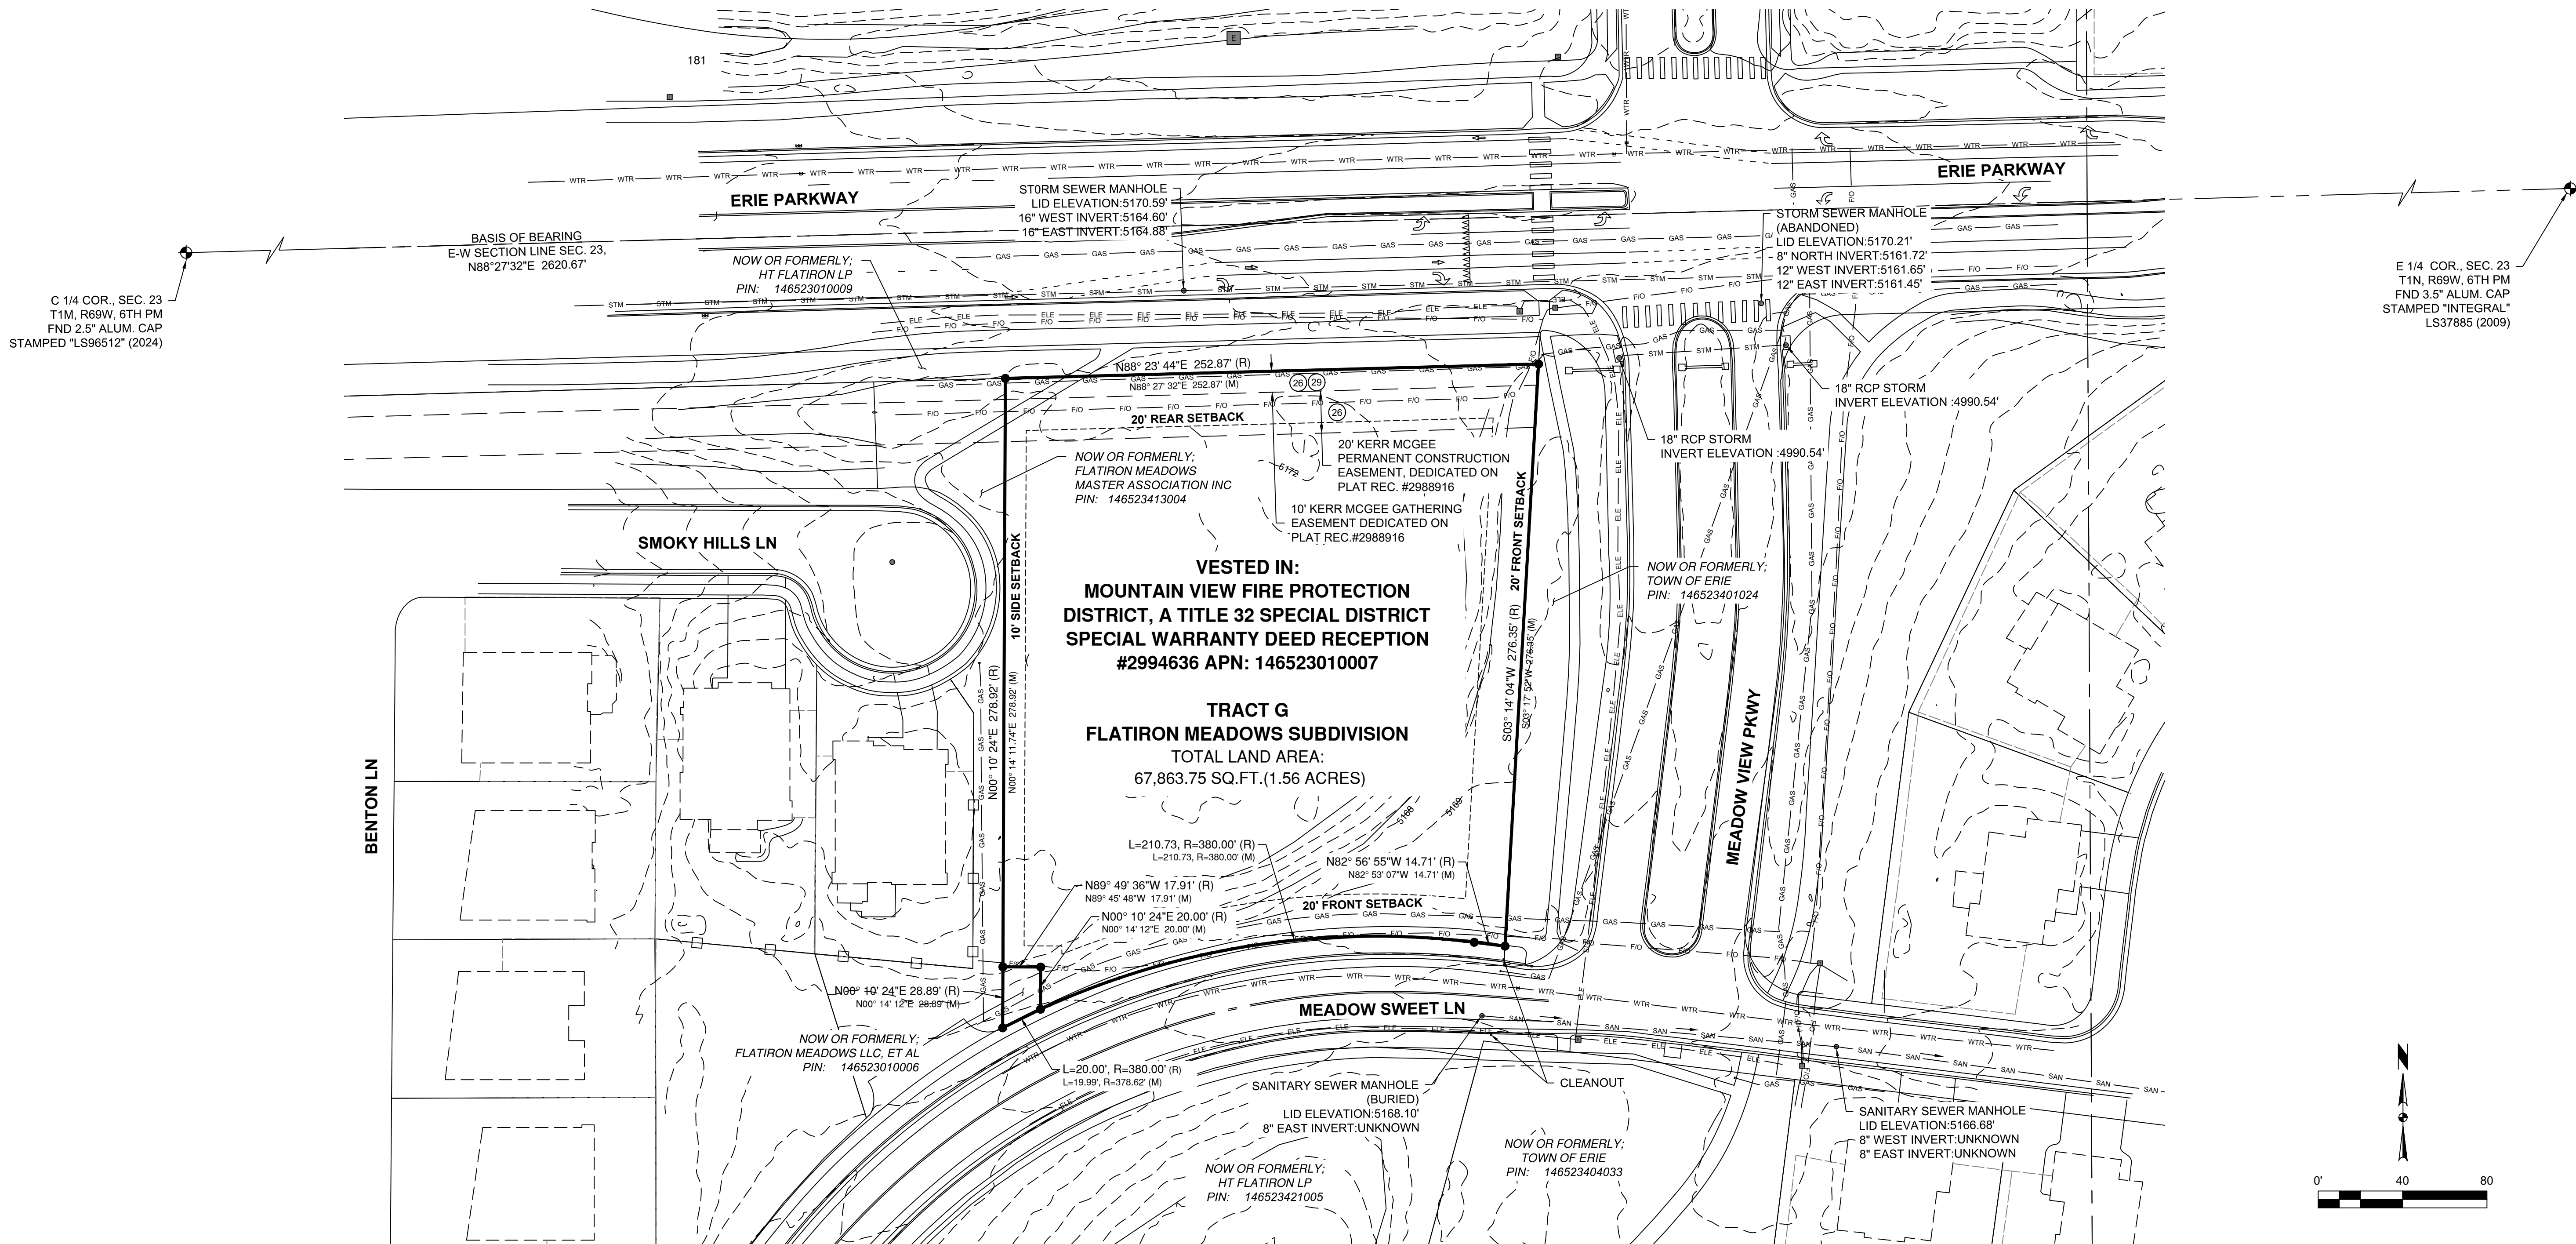 181
E
ERIE PARKWAY
ERIE PARKWAY
ST0RM SEWER MANHOLE
LID ELEVATION:5170.59'
16" WEST INVERT:5164.60'
16" EAST INVERT:5164.88'
STORM SEWER MANHOLE
(ABANDONED)
LID ELEVATION:5170.21'
8" NORTH INVERT:5161.72'
12" WEST INVERT:5161.65'
12" EAST INVERT:5161.45'
BASIS OF BEARING
E-W SECTION LINE SEC. 23,
N88°27'32"E 2620.67'
NOW OR FORMERLY;
HT FLATIRON LP
PIN: 146523010009
C 1/4 COR., SEC. 23
T1M, R69W, 6TH PM
FND 2.5" ALUM. CAP
STAMPED "LS96512" (2024)
E 1/4 COR., SEC. 23
T1N, R69W, 6TH PM
FND 3.5" ALUM. CAP
STAMPED "INTEGRAL"
LS37885 (2009)
N88° 23' 44"E 252.87' (R)
N88° 27' 32"E 252.87' (M)
26 29
26
20' REAR SETBACK
18" RCP STORM
INVERT ELEVATION :4990.54'
18" RCP STORM
INVERT ELEVATION :4990.54'
NOW OR FORMERLY;
FLATIRON MEADOWS
MASTER ASSOCIATION INC
PIN: 146523413004
5172
20' KERR MCGEE
PERMANENT CONSTRUCTION
EASEMENT, DEDICATED ON
PLAT REC. #2988916
10' KERR MCGEE GATHERING
EASEMENT DEDICATED ON
PLAT REC.#2988916
SMOKY HILLS LN
10' SIDE SETBACK
20' FRONT SETBACK
VESTED IN:
MOUNTAIN VIEW FIRE PROTECTION
DISTRICT, A TITLE 32 SPECIAL DISTRICT
SPECIAL WARRANTY DEED RECEPTION
#2994636 APN: 146523010007
NOW OR FORMERLY;
TOWN OF ERIE
PIN: 146523401024
N00° 10' 24"E 278.92' (R)
N00° 14' 11.74"E 278.92' (M)
S03° 14' 04"W 276.35' (R)
S03° 17' 52"W 276.35' (M)
TRACT G
FLATIRON MEADOWS SUBDIVISION
TOTAL LAND AREA:
67,863.75 SQ.FT.(1.56 ACRES)
BENTON LN
MEADOW VIEW PKWY
5168
5169
L=210.73, R=380.00' (R)
L=210.73, R=380.00' (M)
N82° 56' 55"W 14.71' (R)
N82° 53' 07"W 14.71' (M)
N89° 49' 36"W 17.91' (R)
N89° 45' 48"W 17.91' (M)
20' FRONT SETBACK
N00° 10' 24"E 20.00' (R)
N00° 14' 12"E 20.00' (M)
N00° 10' 24"E 28.89' (R)
N00° 14' 12"E 28.89' (M)
MEADOW SWEET LN
NOW OR FORMERLY;
FLATIRON MEADOWS LLC, ET AL
PIN: 146523010006
L=20.00', R=380.00' (R)
L=19.99', R=378.62' (M)
SANITARY SEWER MANHOLE
(BURIED)
LID ELEVATION:5168.10'
8" EAST INVERT:UNKNOWN
CLEANOUT
SANITARY SEWER MANHOLE
LID ELEVATION:5166.68'
8" WEST INVERT:UNKNOWN
8" EAST INVERT:UNKNOWN
NOW OR FORMERLY;
TOWN OF ERIE
PIN: 146523404033
NOW OR FORMERLY;
HT FLATIRON LP
PIN: 146523421005
N
0' 40 80
WTR
GAS
STM
ELE
F/O
SAN